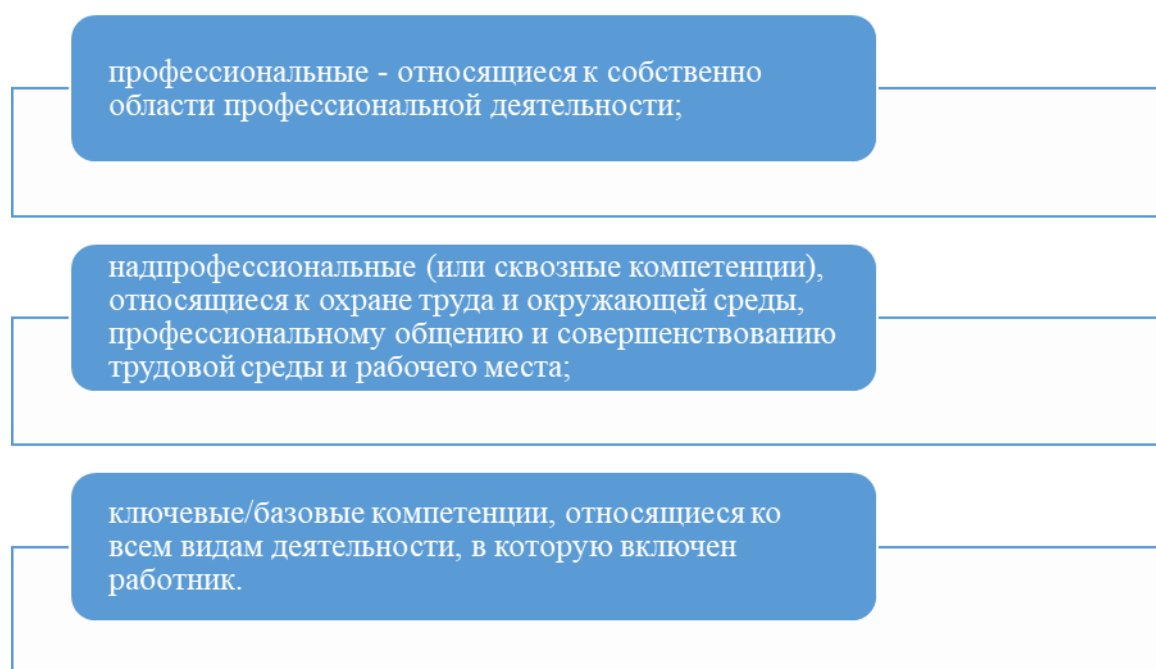 профессиональные - относящиеся к собственно
области профессиональной деятельности;
надпрофессиональные (или сквозные компетенции),
относящиеся к охране труда и окружающей среды,
профессиональному общению и совершенствованию
трудовой среды и рабочего места;
ключевые/базовые компетенции, относящиеся ко
всем видам деятельности, в которую включен
работник.